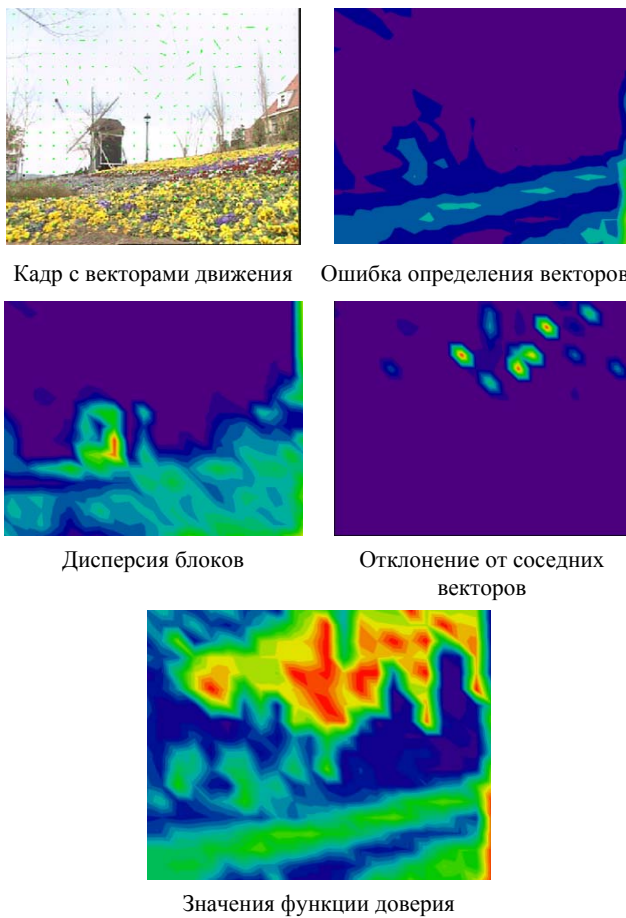 Кадр с векторами движения
Ошибка определения векторов
Дисперсия блоков
Отклонение от соседних
векторов
Значения функции доверия